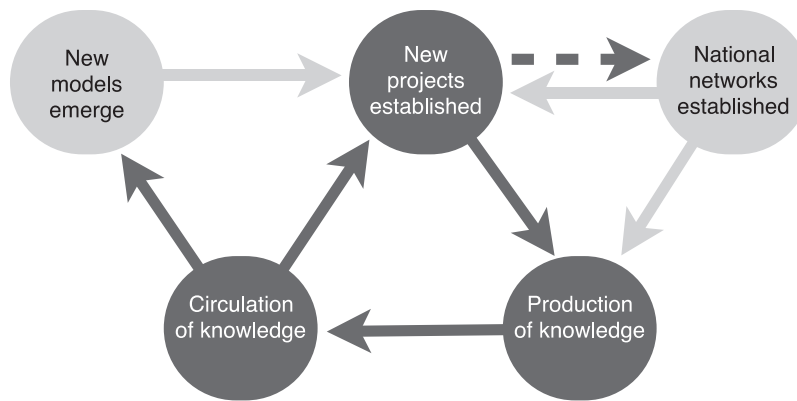 New
models
emerge
New
projects
established
National
networks
established
Circulation
of knowledge
Production
of knowledge